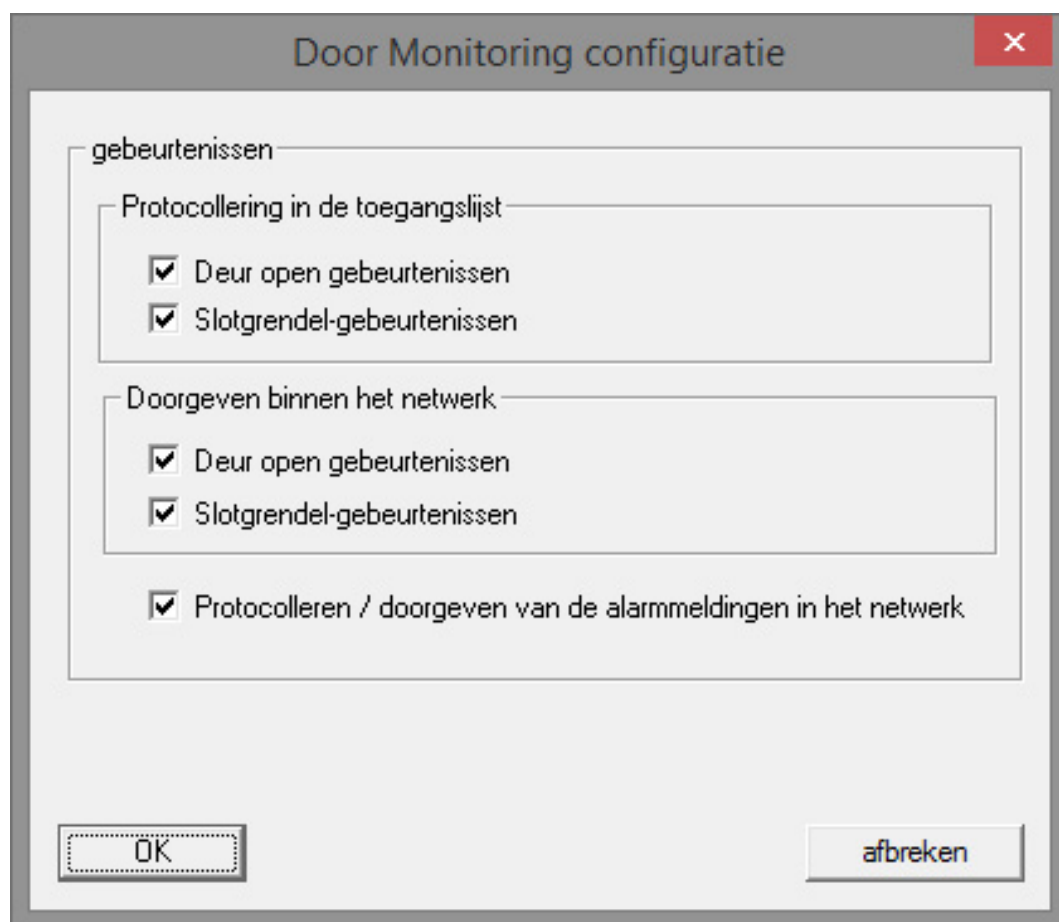 Door Monitoring configuratie
gebeurtenissen
Protocollering in de toegangslijst
Deur open gebeurtenissen
Slotgrendel-gebeurtenissen
Doorgeven binnen het netwerk
Deur open gebeurtenissen
Slotgrendel-gebeurtenissen
Protocolleren / doorgeven van de alarmmeldingen in het netwerk
OK
afbreken